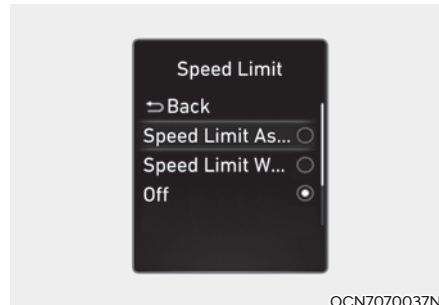 Speed Limit
Back
Speed Limit As...
Speed Limit W...
Off
OCN7070037N